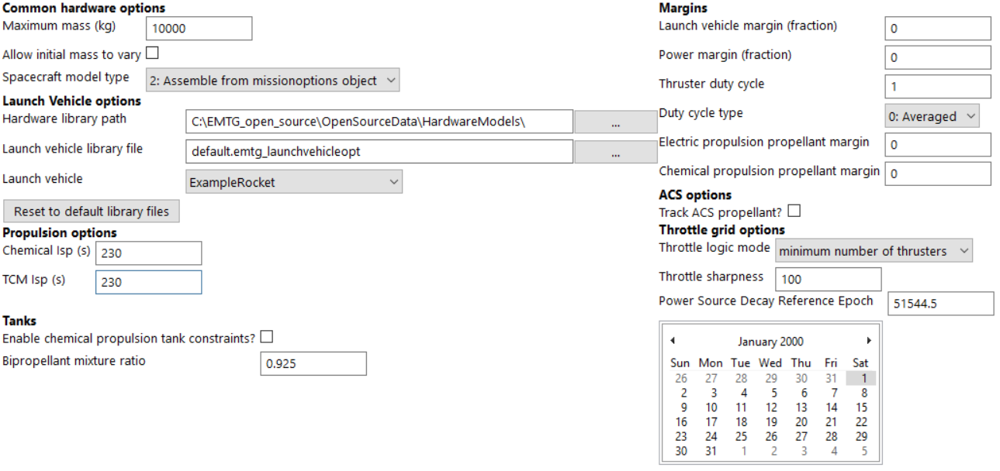 Common hardware options
Maximum mass (kg) 10000
Allow initial mass to vary
Spacecraft model type 2: Assemble from missionoptions object
Launch Vehicle options
Hardware library path C:\EMTG_open_source\OpenSourceData\HardwareModels\ ...
Launch vehicle library file default.emtg_launchvehicleopt ...
Launch vehicle ExampleRocket
Reset to default library files
Propulsion options
Chemical Isp (s) 230
TCM Isp (s) 230
Tanks
Enable chemical propulsion tank constraints?
Bipropellant mixture ratio 0.925
Margins
Launch vehicle margin (fraction) 0
Power margin (fraction) 0
Thruster duty cycle 1
Duty cycle type 0: Averaged
Electric propulsion propellant margin 0
Chemical propulsion propellant margin 0
ACS options
Track ACS propellant?
Throttle grid options
Throttle logic mode minimum number of thrusters
Throttle sharpness 100
Power Source Decay Reference Epoch 51544.5
January 2000
Sun Mon Tue Wed Thu Fri Sat
26 27 28 29 30 31 1
2 3 4 5 6 7 8
9 10 11 12 13 14 15
16 17 18 19 20 21 22
23 24 25 26 27 28 29
30 31 1 2 3 4 5